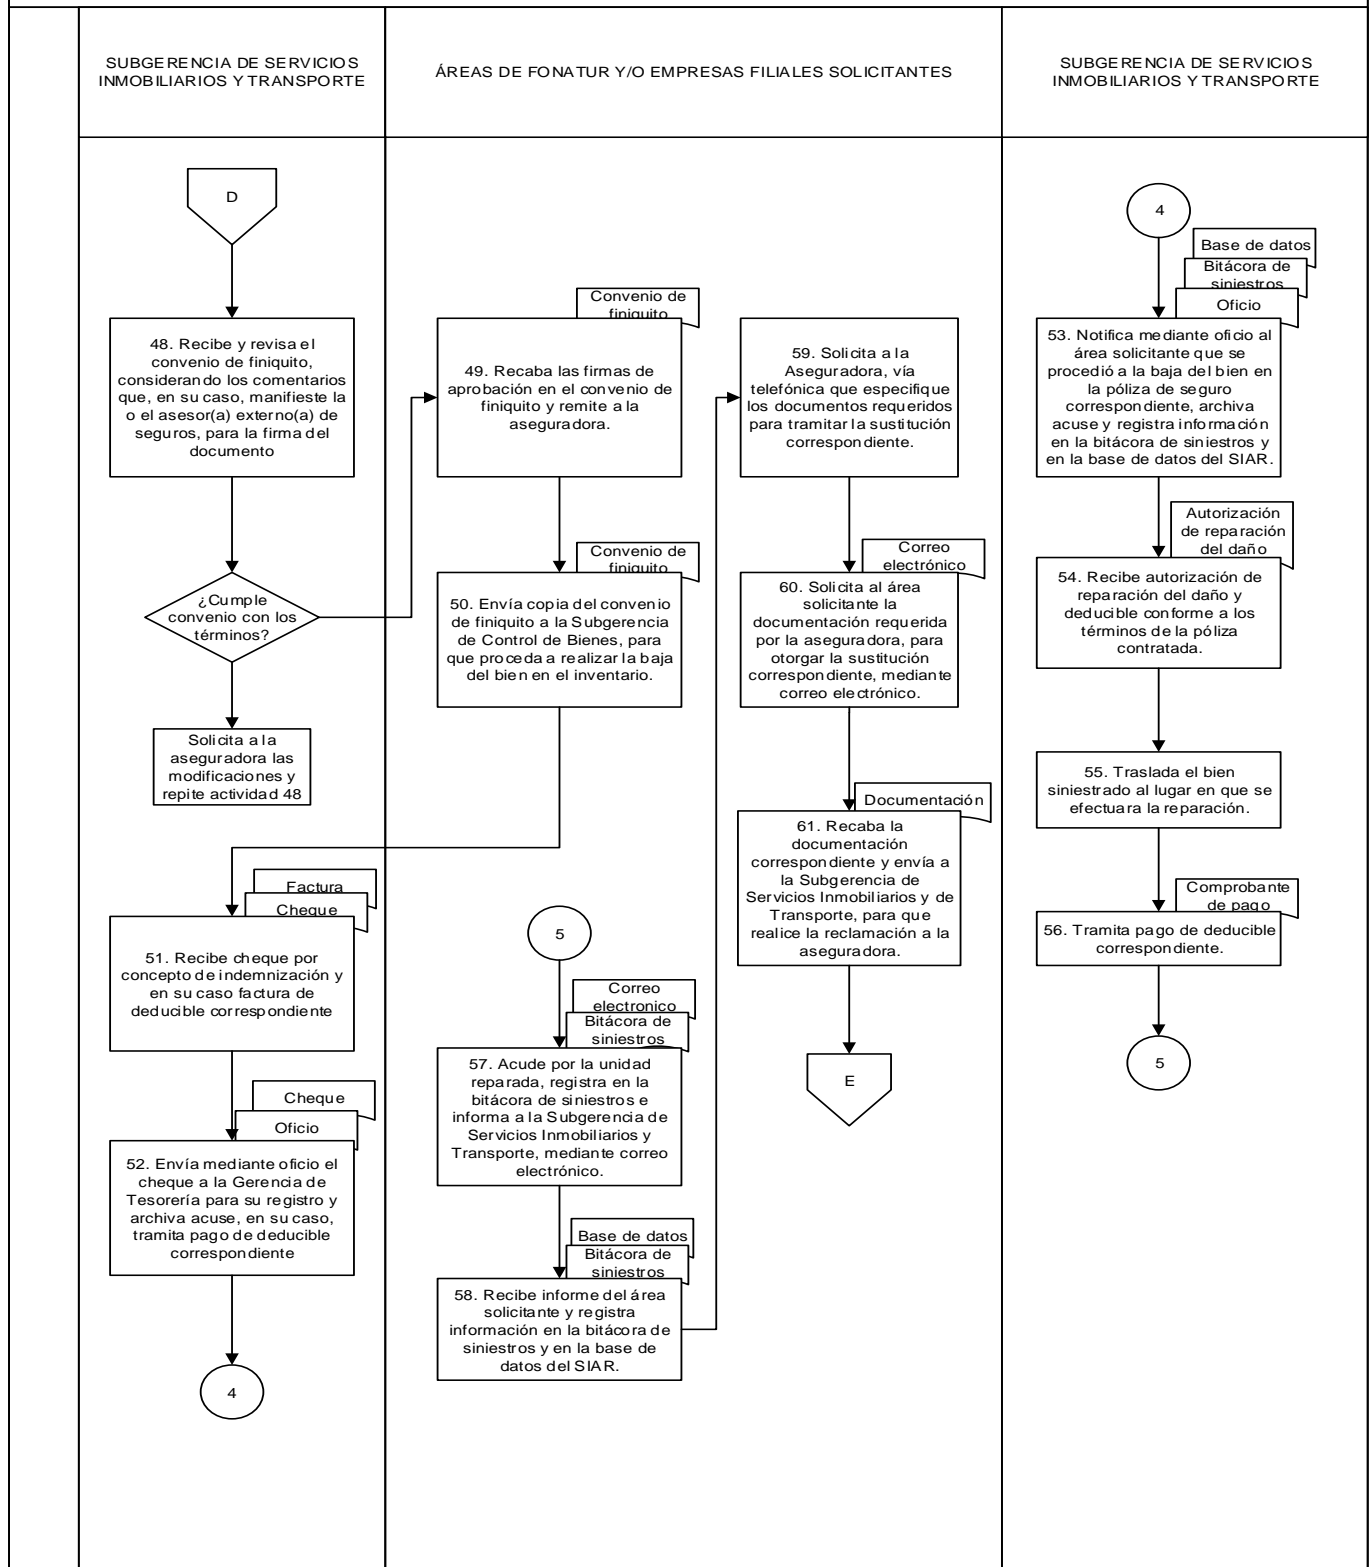 SUBGERENCIA DE SERVICIOS
INMOBILIARIOS Y TRANSPORTE
ÁREAS DE FONATUR Y/O EMPRESAS FILIALES SOLICITANTES
SUBGERENCIA DE SERVICIOS
INMOBILIARIOS Y TRANSPORTE
D
48. Recibe y revisa el
convenio de finiquito,
considerando los comentarios
que, en su caso, manifieste la
o el asesor(a) externo(a) de
seguros, para la firma del
documento
¿Cumple
convenio con los
términos?
Solicita a la
aseguradora las
modificaciones y
repite actividad 48
Factura
Cheque
51. Recibe cheque por
concepto de indemnización y
en su caso factura de
deducible correspondiente
Cheque
Oficio
52. Envía mediante oficio el
cheque a la Gerencia de
Tesorería para su registro y
archiva acuse, en su caso,
tramita pago de deducible
correspondiente
4
Convenio de
finiquito
49. Recaba las firmas de
aprobación en el convenio de
finiquito y remite a la
aseguradora.
Convenio de
finiquito
50. Envía copia del convenio
de finiquito a la Subgerencia
de Control de Bienes, para
que proceda a realizar la baja
del bien en el inventario.
5
Correo
electronico
Bitácora de
siniestros
57. Acude por la unidad
reparada, registra en la
bitácora de siniestros e
informa a la Subgerencia de
Servicios Inmobiliarios y
Transporte, mediante correo
electrónico.
Base de datos
Bitácora de
siniestros
58. Recibe informe del área
solicitante y registra
información en la bitácora de
siniestros y en la base de
datos del SIAR.
59. Solicita a la
Aseguradora, vía
telefónica que especifique
los documentos requeridos
para tramitar la sustitución
correspondiente.
Correo
electrónico
60. Solicita al área
solicitante la
documentación requerida
por la aseguradora, para
otorgar la sustitución
correspondiente, mediante
correo electrónico.
Documentación
61. Recaba la
documentación
correspondiente y envía a
la Subgerencia de
Servicios Inmobiliarios y de
Transporte, para que
realice la reclamación a la
aseguradora.
E
4
Base de datos
Bitácora de
siniestros
Oficio
53. Notifica mediante oficio al
área solicitante que se
procedió a la baja del bien en
la póliza de seguro
correspondiente, archiva
acuse y registra información
en la bitácora de siniestros y
en la base de datos del SIAR.
Autorización
de reparación
del daño
54. Recibe autorización de
reparación del daño y
deducible conforme a los
términos de la póliza
contratada.
55. Traslada el bien
siniestrado al lugar en que se
efectuara la reparación.
Comprobante
de pago
56. Tramita pago de deducible
correspondiente.
5